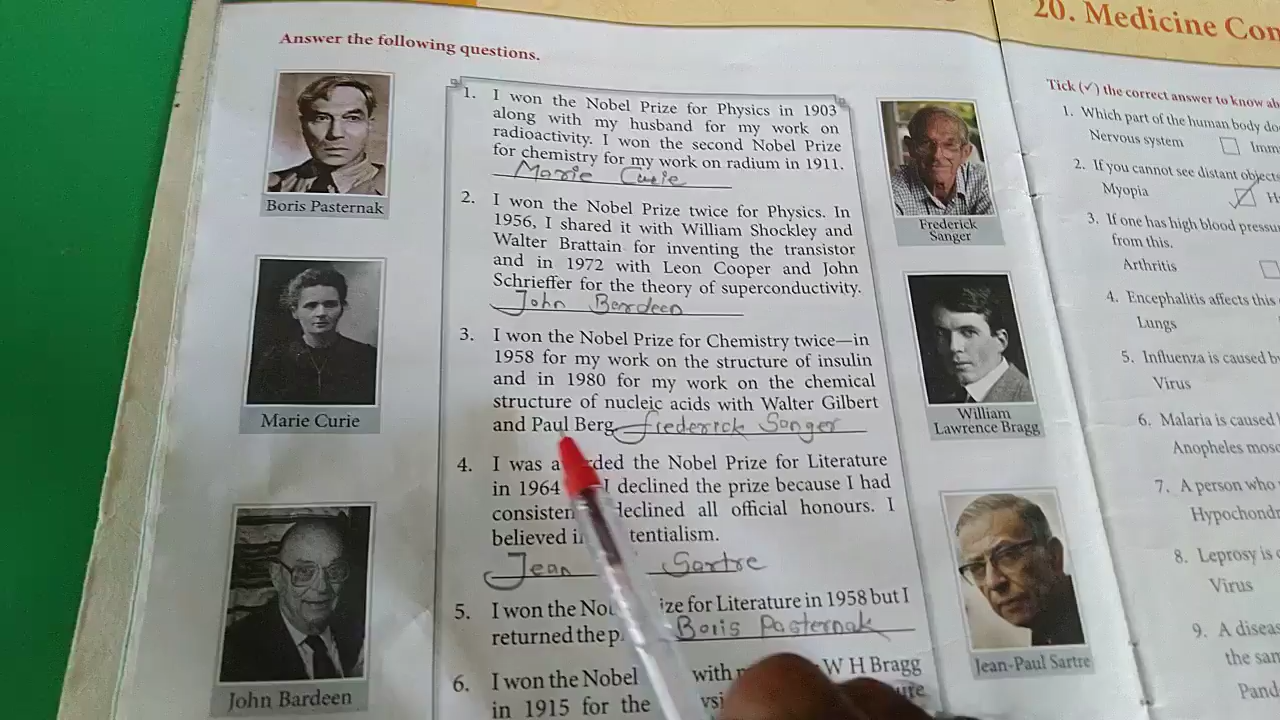 Answer the following questions.
Boris Pasternak
Marie Curie
John Bardeen
1. I won the Nobel Prize for Physics in 1903
along with my husband for my work on
radioactivity. I won the second Nobel Prize
for chemistry for my work on radium in 1911.
Marie Curie
2. I won the Nobel Prize twice for Physics. In
1956, I shared it with William Shockley and
Walter Brattain for inventing the transistor
and in 1972 with Leon Cooper and John
Schrieffer for the theory of superconductivity.
John Bardeen
3. I won the Nobel Prize for Chemistry twice—in
1958 for my work on the structure of insulin
and in 1980 for my work on the chemical
structure of nucleic acids with Walter Gilbert
and Paul Berg. Frederick Sanger
4. I was a rded the Nobel Prize for Literature
in 1964 I declined the prize because I had
consisten declined all official honours. I
believed i tentialism.
Jean Sartre
5. I won the No ize for Literature in 1958 but I
returned the p Boris Pasternak
6. I won the Nobel with W H Bragg
in 1915 for the
Frederick
Sanger
William
Lawrence Bragg
Jean-Paul Sartre
20. Medicine Con
Tick (✓) the correct answer to know
1. Which part of the human body do
Nervous system Imm
2. If you cannot see distant objects
Myopia ✓ H
3. If one has high blood pressu
from this.
Arthritis
4. Encephalitis affects this
Lungs
5. Influenza is caused b
Virus
6. Malaria is caused
Anopheles mos
7. A person who
Hypochond
8. Leprosy is
Virus
9. A diseas
the sa
Pand